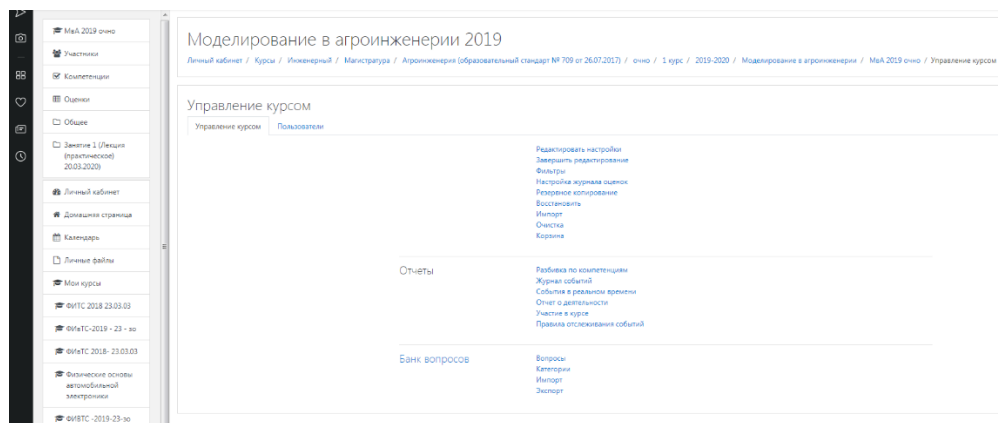 МвА 2019 очно
Участники
Компетенции
Оценки
Общее
Занятие 1 (Лекция
(практическое)
20.03.2020)
Личный кабинет
Домашняя страница
Календарь
Личные файлы
Мои курсы
ФИТС 2018 23.03.03
ФИвТС-2019 - 23 - зо
ФИвТС 2018- 23.03.03
Физические основы
автомобильной
электроники
ФИВТС -2019-23-зо
Моделирование в агроинженерии 2019
Личный кабинет / Курсы / Инженерный / Магистратура / Агроинженерия (образовательный стандарт № 709 от 26.07.2017) / очно / 1 курс / 2019-2020 / Моделирование в агроинженерии / МвА 2019 очно / Управление курсом
Управление курсом
Управление курсом Пользователи
Редактировать настройки
Завершить редактирование
Фильтры
Настройка журнала оценок
Резервное копирование
Восстановить
Импорт
Очистка
Корзина
Отчеты
Разбивка по компетенциям
Журнал событий
События в реальном времени
Отчет о деятельности
Участие в курсе
Правила отслеживания событий
Банк вопросов
Вопросы
Категории
Импорт
Экспорт